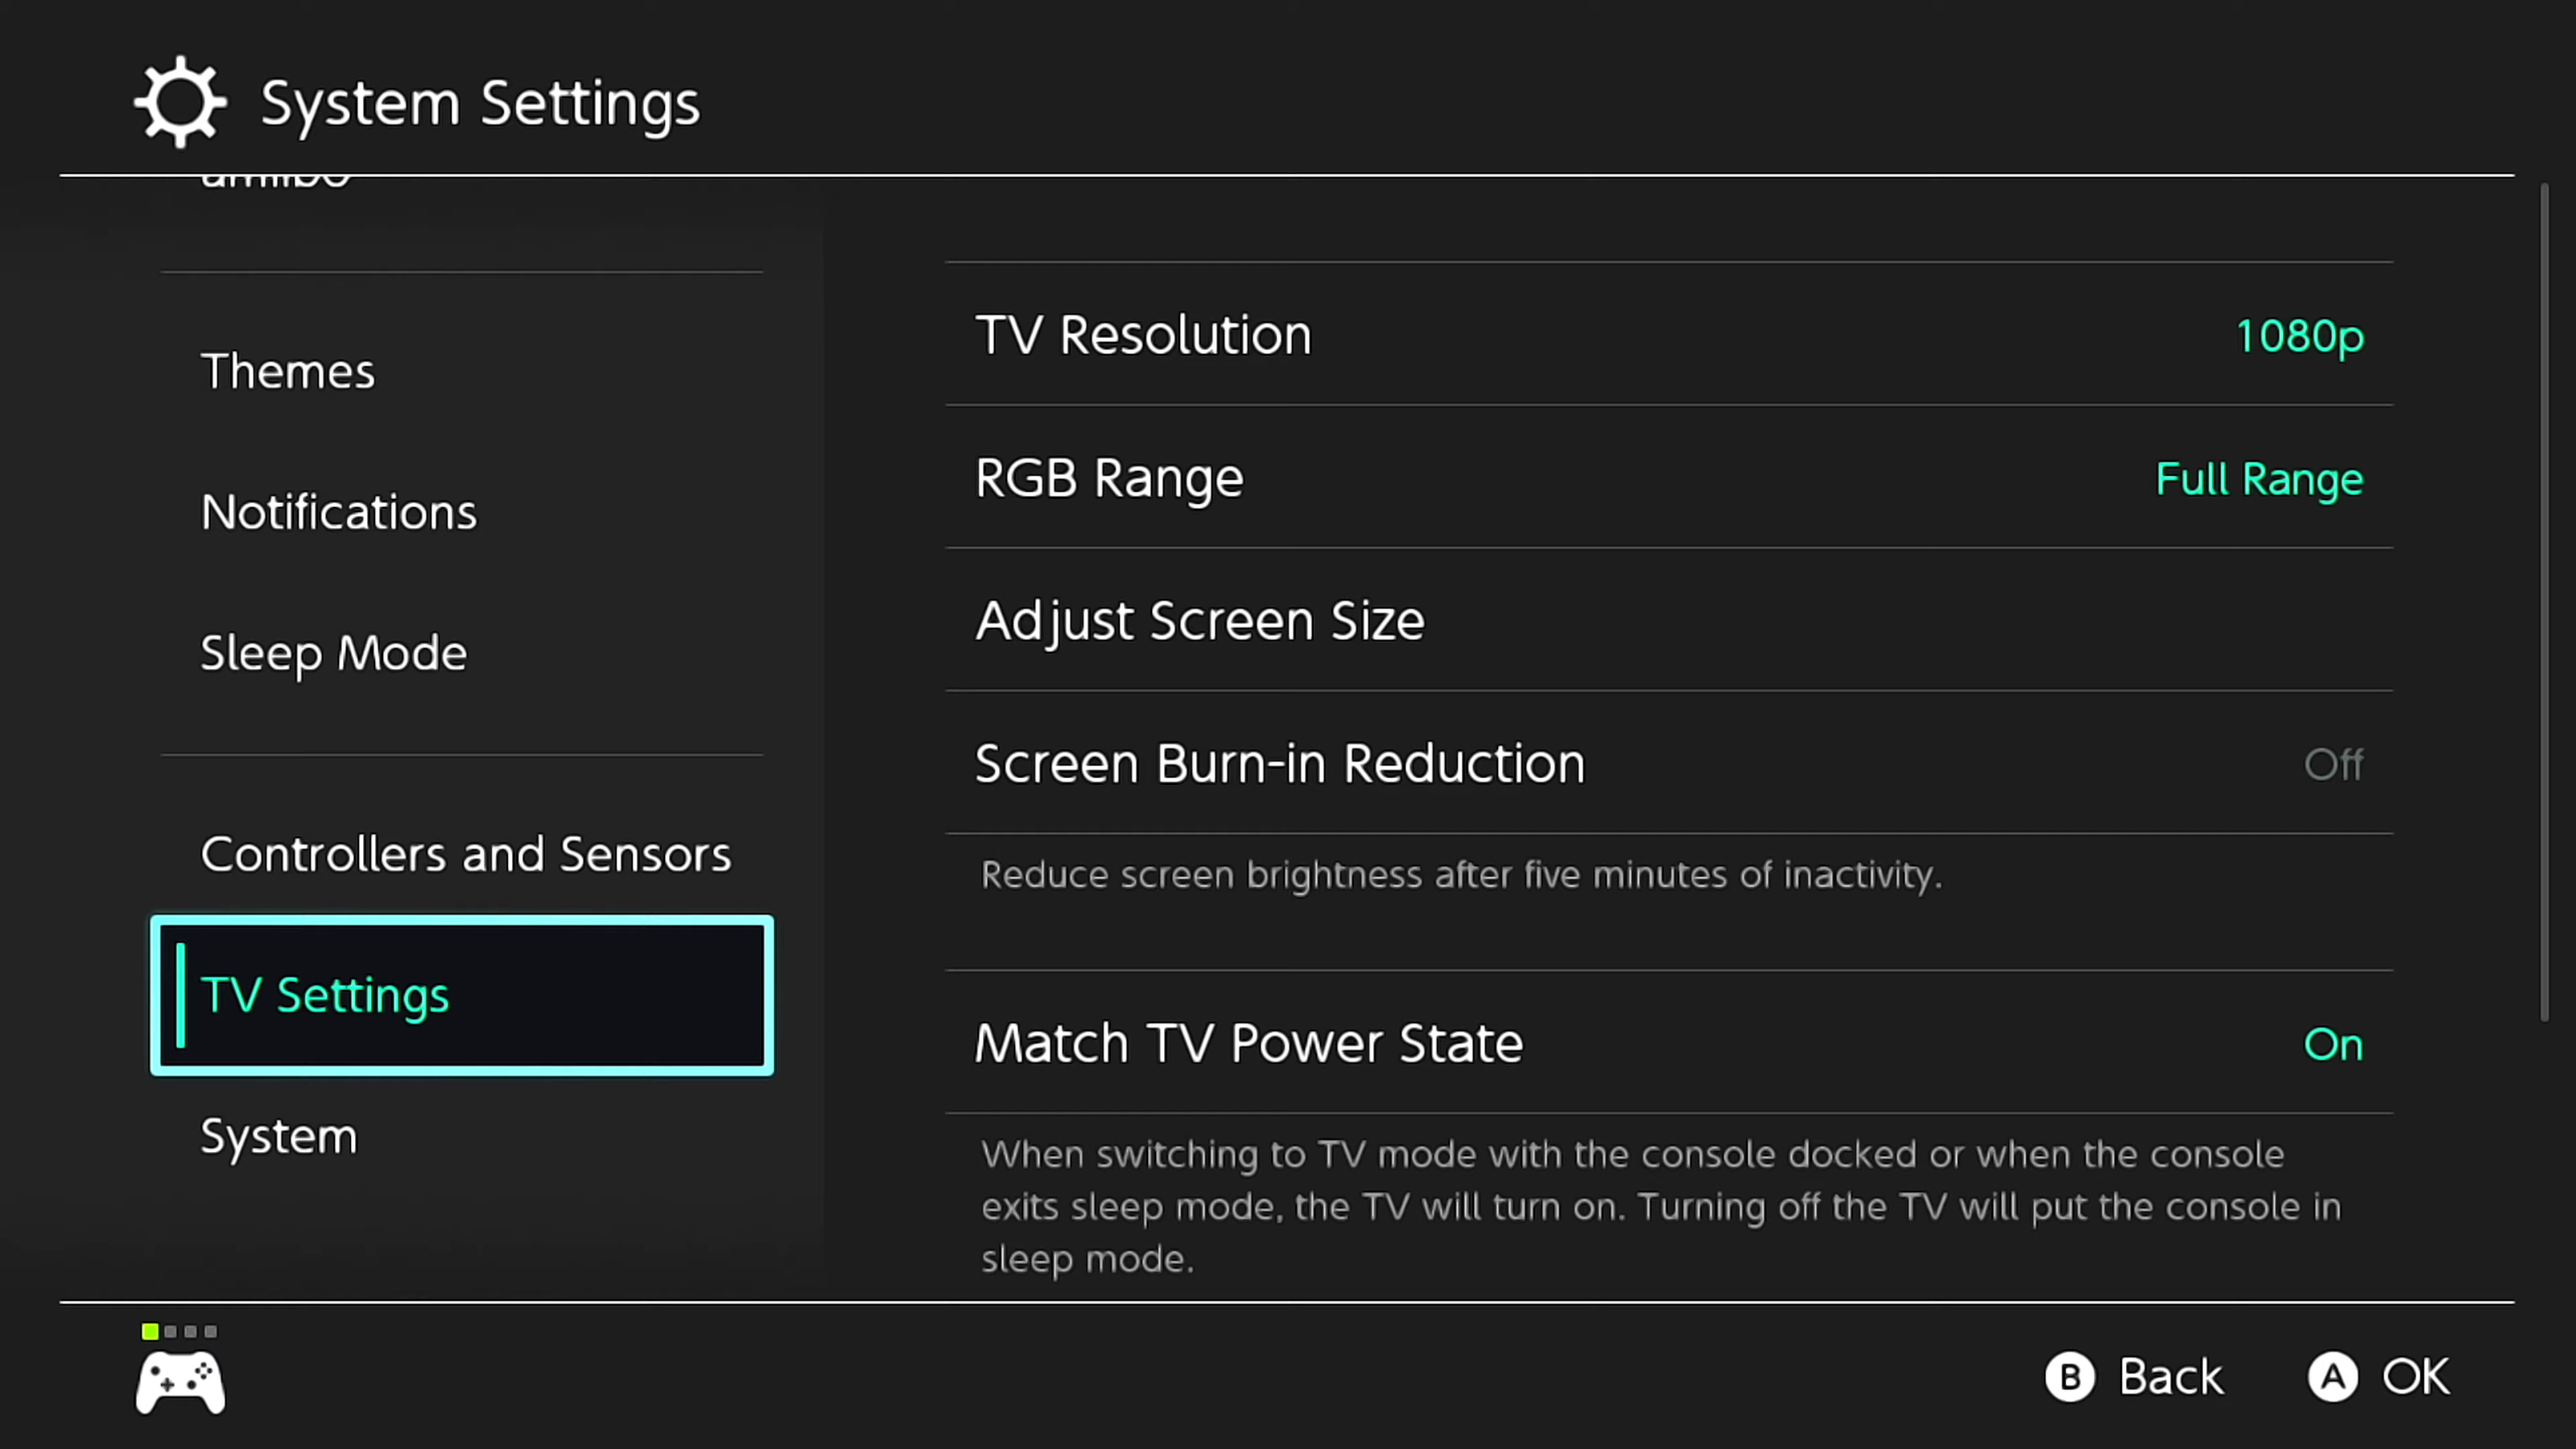 System Settings
amiibo
Themes
Notifications
Sleep Mode
Controllers and Sensors
TV Settings
System
TV Resolution 1080p
RGB Range Full Range
Adjust Screen Size
Screen Burn-in Reduction Off
Reduce screen brightness after five minutes of inactivity.
Match TV Power State On
When switching to TV mode with the console docked or when the console
exits sleep mode, the TV will turn on. Turning off the TV will put the console in
sleep mode.
B Back A OK